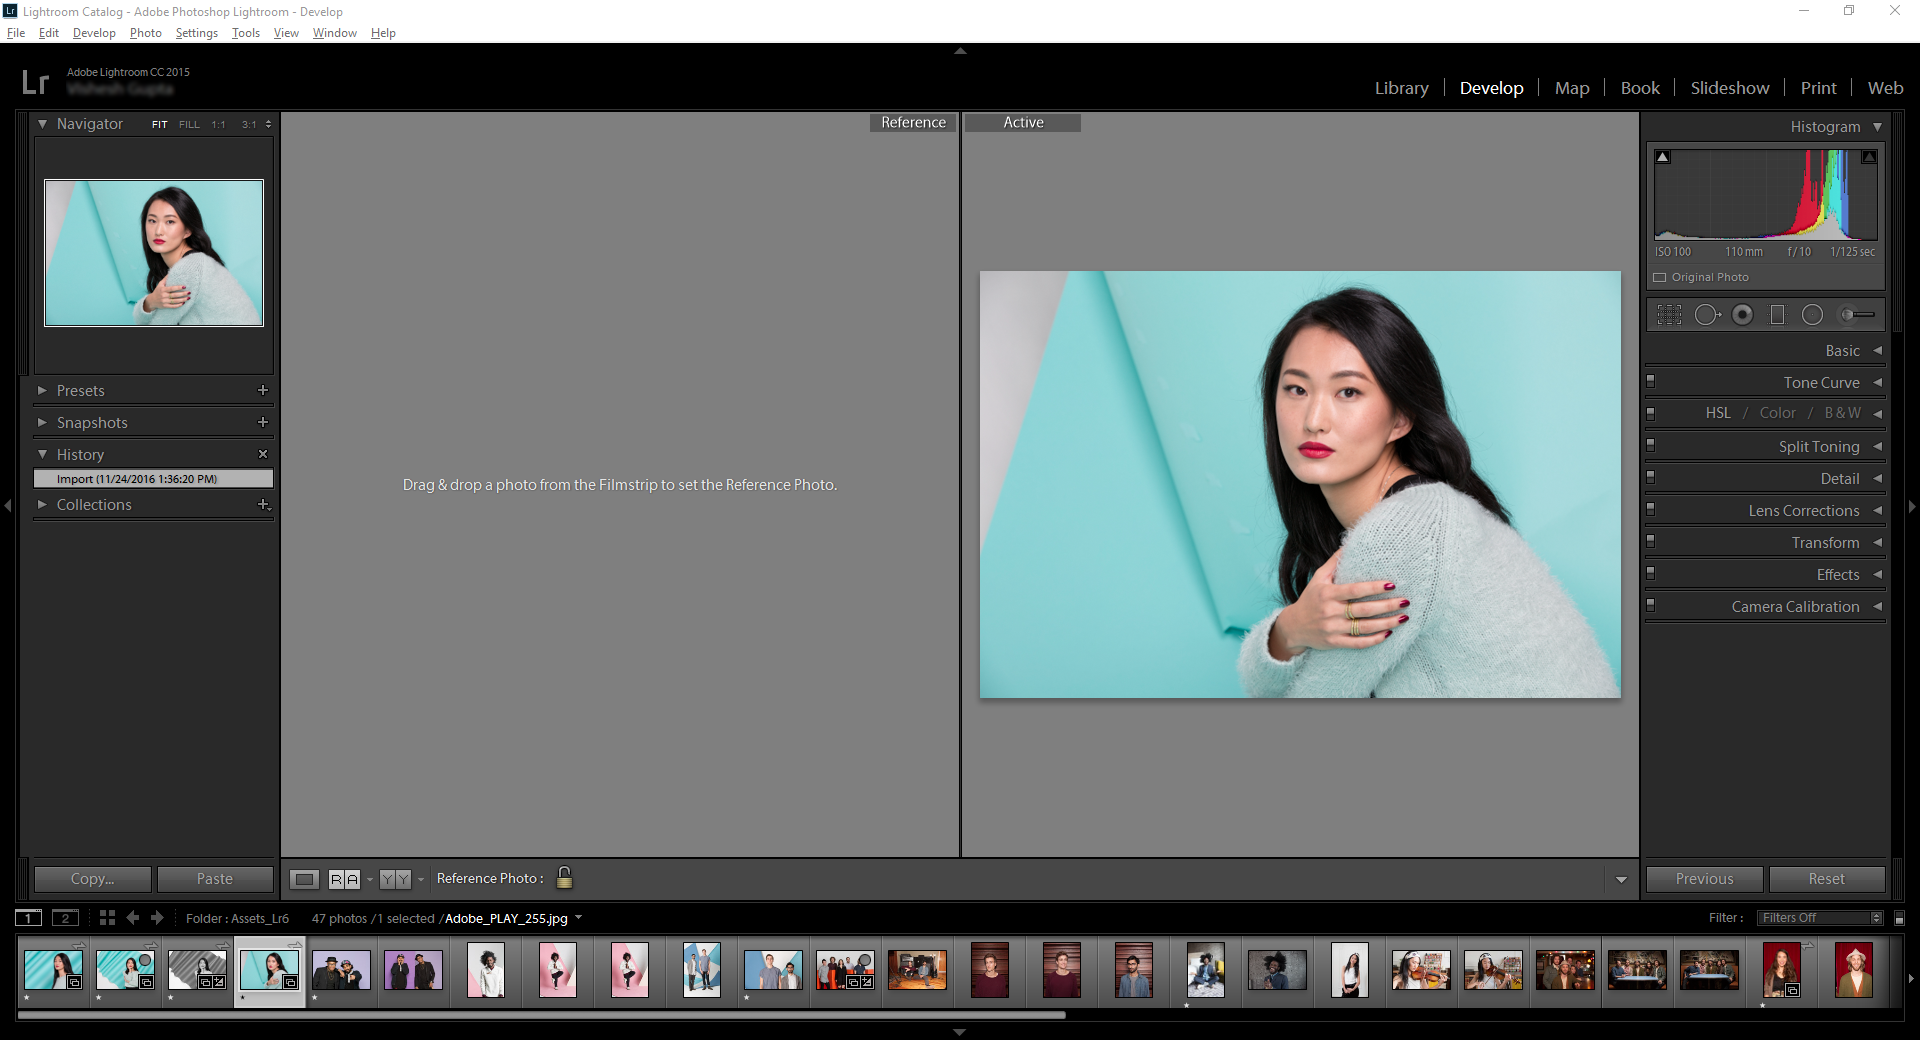 Lr Lightroom Catalog - Adobe Photoshop Lightroom - Develop
File Edit Develop Photo Settings Tools View Window Help
Lr Adobe Lightroom CC 2015
Library Develop Map Book Slideshow Print Web
Navigator FIT FILL 1:1 3:1
Reference
Active
Histogram
ISO 100 110 mm f / 10 1/125 sec
Original Photo
Basic
Presets
Tone Curve
HSL / Color / B & W
Snapshots
Split Toning
History
Import (11/24/2016 1:36:20 PM)
Detail
Drag & drop a photo from the Filmstrip to set the Reference Photo.
Collections
Lens Corrections
Transform
Effects
Camera Calibration
Copy... Paste
R A Y Y Reference Photo :
Previous Reset
1 2 Folder : Assets_Lr6 47 photos /1 selected /Adobe_PLAY_255.jpg
Filter : Filters Off